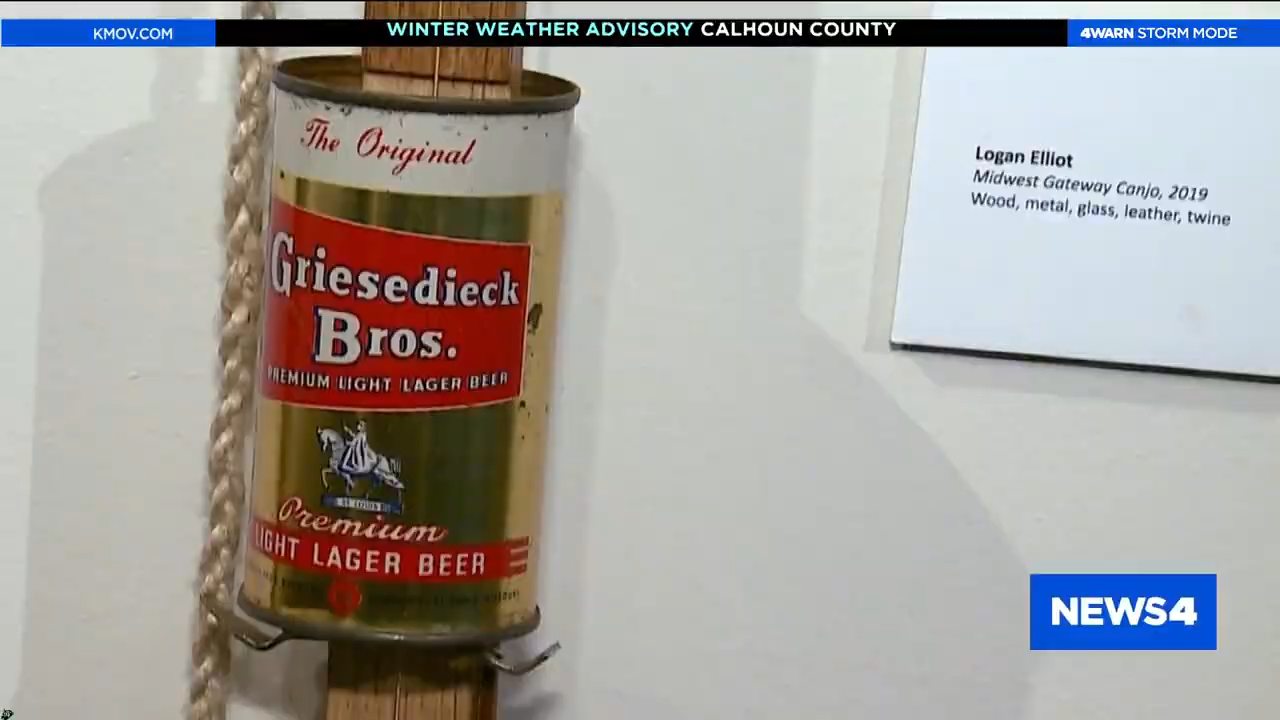 KMOV.COM
WINTER WEATHER ADVISORY CALHOUN COUNTY
4WARN STORM MODE
The Original
Griesedieck
Bros.
PREMIUM LIGHT LAGER BEER
Premium
LIGHT LAGER BEER
Logan Elliot
Midwest Gateway Canjo, 2019
Wood, metal, glass, leather, twine
NEWS4